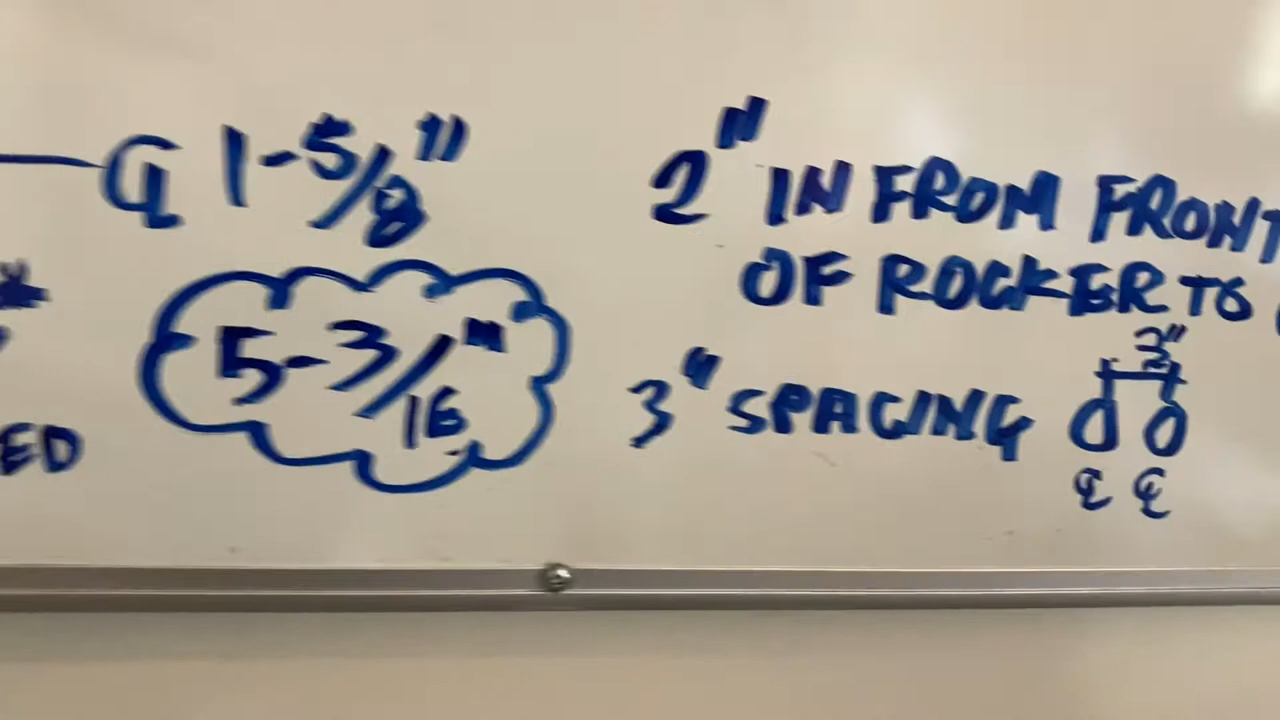 ℄ 1-5/8"
5-3/16"
ED
2" IN FROM FRONT
OF ROCKER TO
3" SPACING
3"
℄ ℄